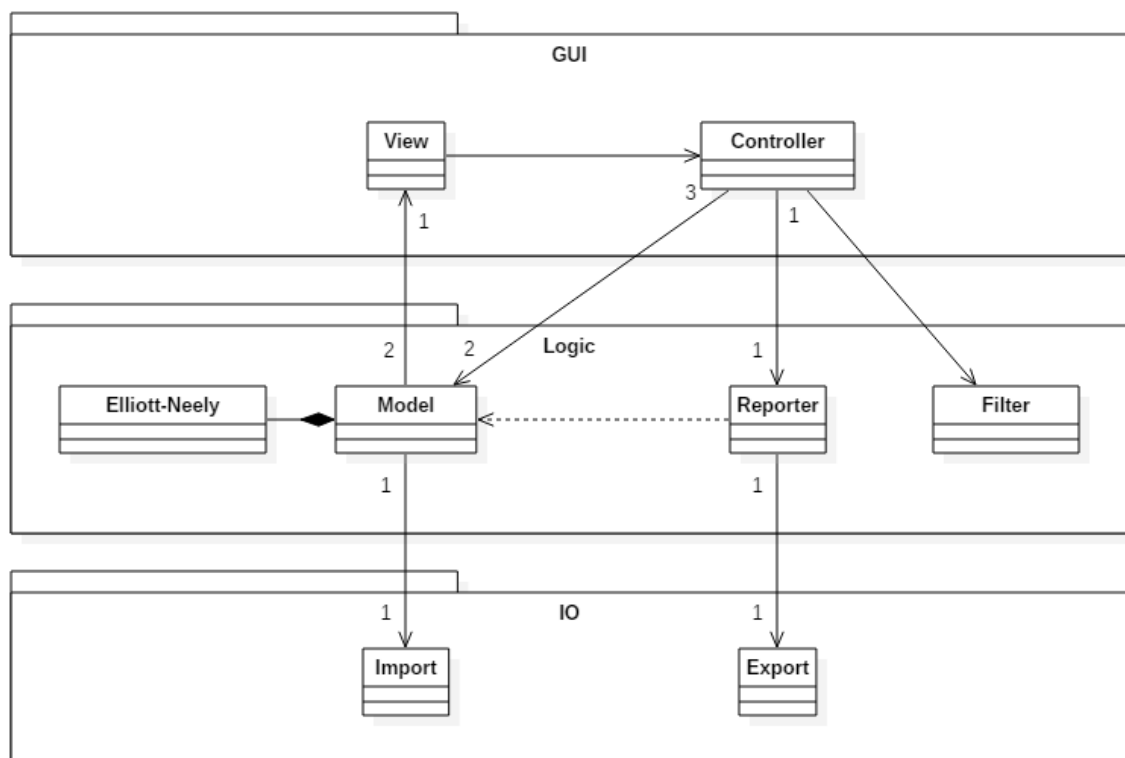 GUI
View
Controller
3
1
1
2
2
Logic
1
Elliott-Neely
Model
Reporter
Filter
1
1
1
IO
1
Import
Export